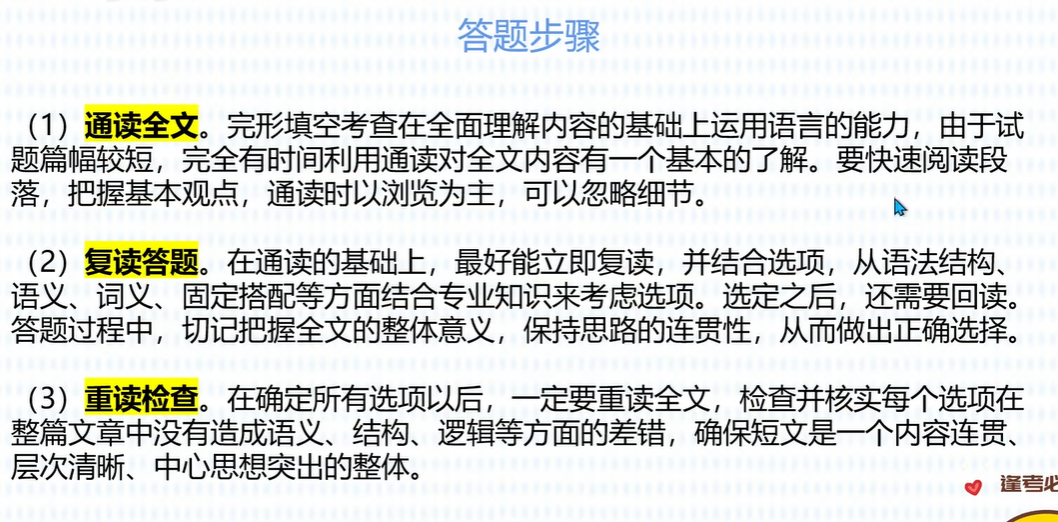 答题步骤
（1）通读全文。完形填空考查在全面理解内容的基础上运用语言的能力，由于试
题篇幅较短，完全有时间利用通读对全文内容有一个基本的了解。要快速阅读段
落，把握基本观点，通读时以浏览为主，可以忽略细节。
（2）复读答题。在通读的基础上，最好能立即复读，并结合选项，从语法结构、
语义、词义、固定搭配等方面结合专业知识来考虑选项。选定之后，还需要回读。
答题过程中，切记把握全文的整体意义，保持思路的连贯性，从而做出正确选择。
（3）重读检查。在确定所有选项以后，一定要重读全文，检查并核实每个选项在
整篇文章中没有造成语义、结构、逻辑等方面的差错，确保短文是一个内容连贯、
层次清晰、中心思想突出的整体。
逢考必